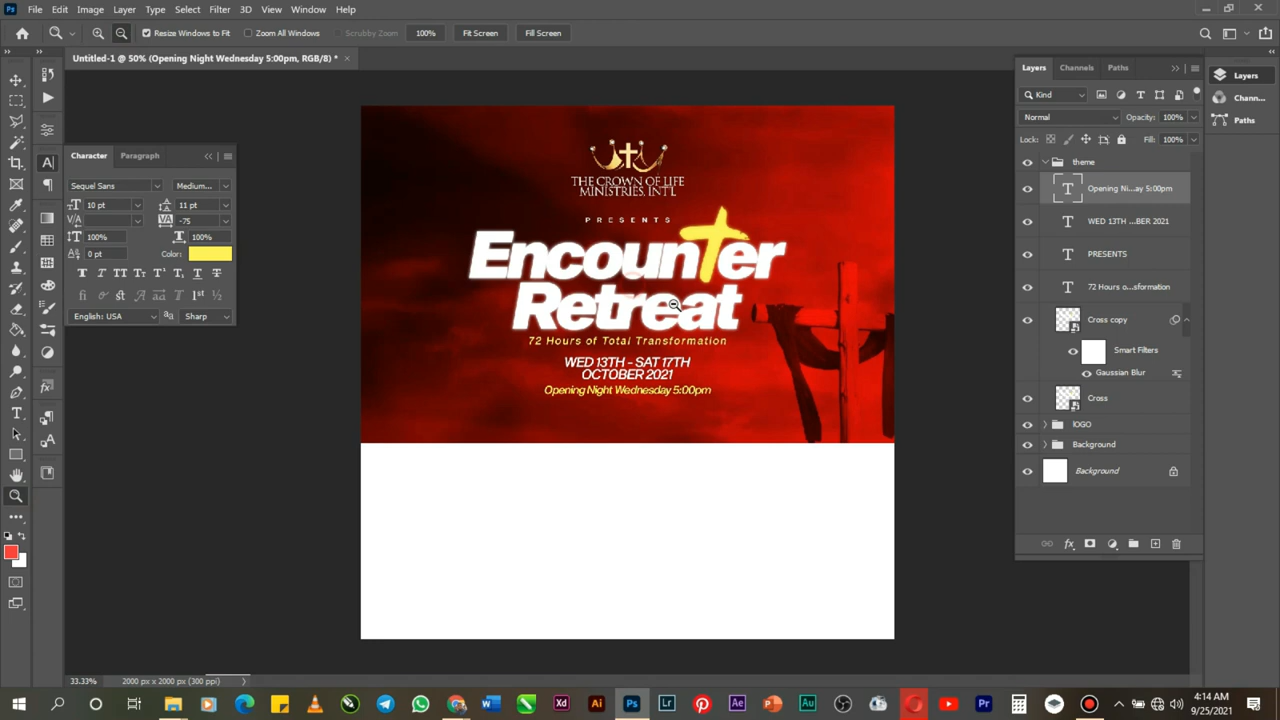 File Edit Image Layer Type Select Filter 3D View Window Help
Resize Windows to Fit Zoom All Windows Scrubby Zoom 100% Fit Screen Fill Screen
Untitled-1 @ 50% (Opening Night Wednesday 5:00pm, RGB/8) *
Character Paragraph
Sequel Sans Medium...
10 pt 11 pt
-75
100% 100%
0 pt Color:
English: USA Sharp
THE CROWN OF LIFE
MINISTRIES, INT'L
PRESENTS
Encounter
Retreat
72 Hours of Total Transformation
WED 13TH - SAT 17TH
OCTOBER 2021
Opening Night Wednesday 5:00pm
Layers Channels Paths
Kind
Normal Opacity: 100%
Lock: Fill: 100%
theme
Opening Ni...ay 5:00pm
WED 13TH ...BER 2021
PRESENTS
72 Hours o...sformation
Cross copy
Smart Filters
Gaussian Blur
Cross
lOGO
Background
Background
Layers
Chann...
Paths
33.33% 2000 px x 2000 px (300 ppi)
4:14 AM
9/25/2021